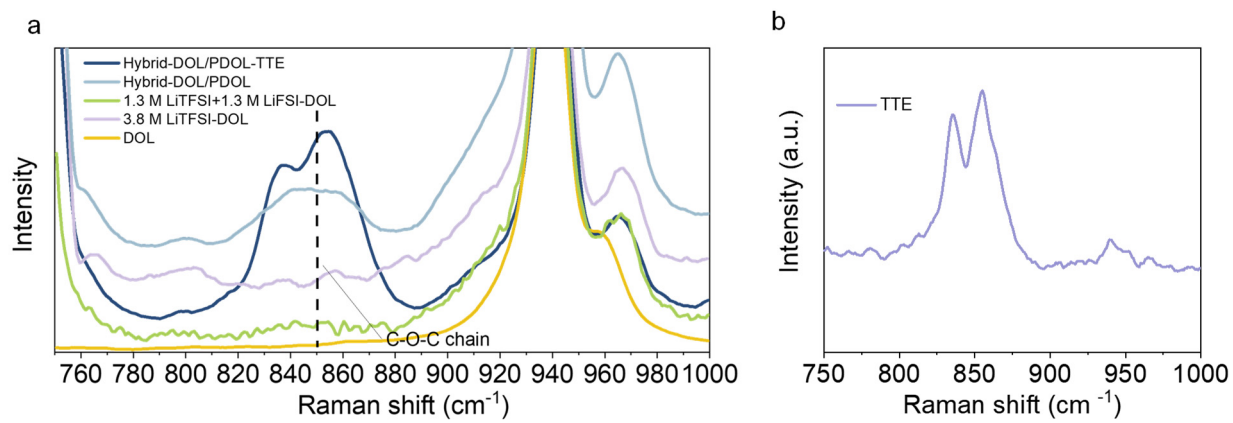 a
Hybrid-DOL/PDOL-TTE
Hybrid-DOL/PDOL
1.3 M LiTFSI+1.3 M LiFSI-DOL
3.8 M LiTFSI-DOL
DOL
Intensity
C-O-C chain
760 780 800 820 840 860 880 900 920 940 960 980 1000
Raman shift (cm⁻¹)
b
TTE
Intensity (a.u.)
750 800 850 900 950 1000
Raman shift (cm ⁻¹)